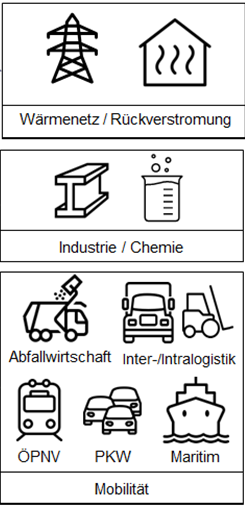 Wärmenetz / Rückverstromung
Industrie / Chemie
Abfallwirtschaft
Inter-/Intralogistik
ÖPNV
PKW
Maritim
Mobilität